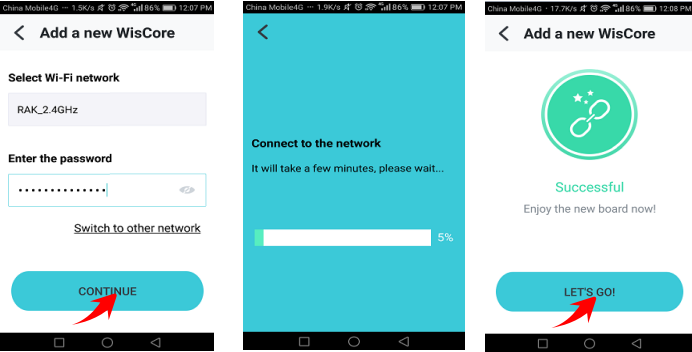 China Mobile4G ··· 1.5K/s 4G 86% 12:07 PM
Add a new WisCore
Select Wi-Fi network
RAK_2.4GHz
Enter the password
••••••••••••••
Switch to other network
CONTINUE
China Mobile4G ··· 1.9K/s 4G 86% 12:07 PM
Connect to the network
It will take a few minutes, please wait...
5%
China Mobile4G · 17.7K/s 4G 86% 12:08 PM
Add a new WisCore
Successful
Enjoy the new board now!
LET'S GO!